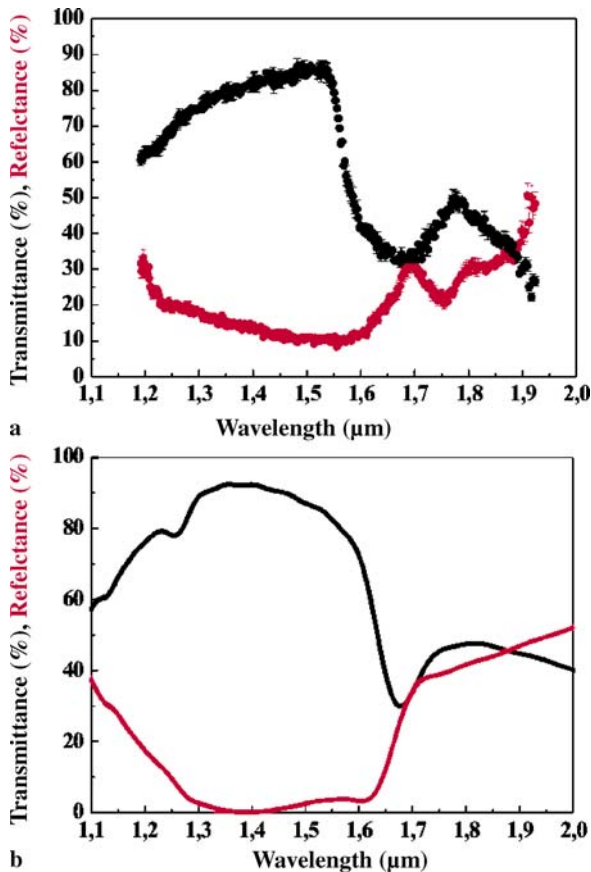 Transmittance (%), Refelctance (%)
100
90
80
70
60
50
40
30
20
10
0
1,1 1,2 1,3 1,4 1,5 1,6 1,7 1,8 1,9 2,0
a
Wavelength (µm)
Transmittance (%), Refelctance (%)
100
80
60
40
20
0
1,1 1,2 1,3 1,4 1,5 1,6 1,7 1,8 1,9 2,0
b
Wavelength (µm)